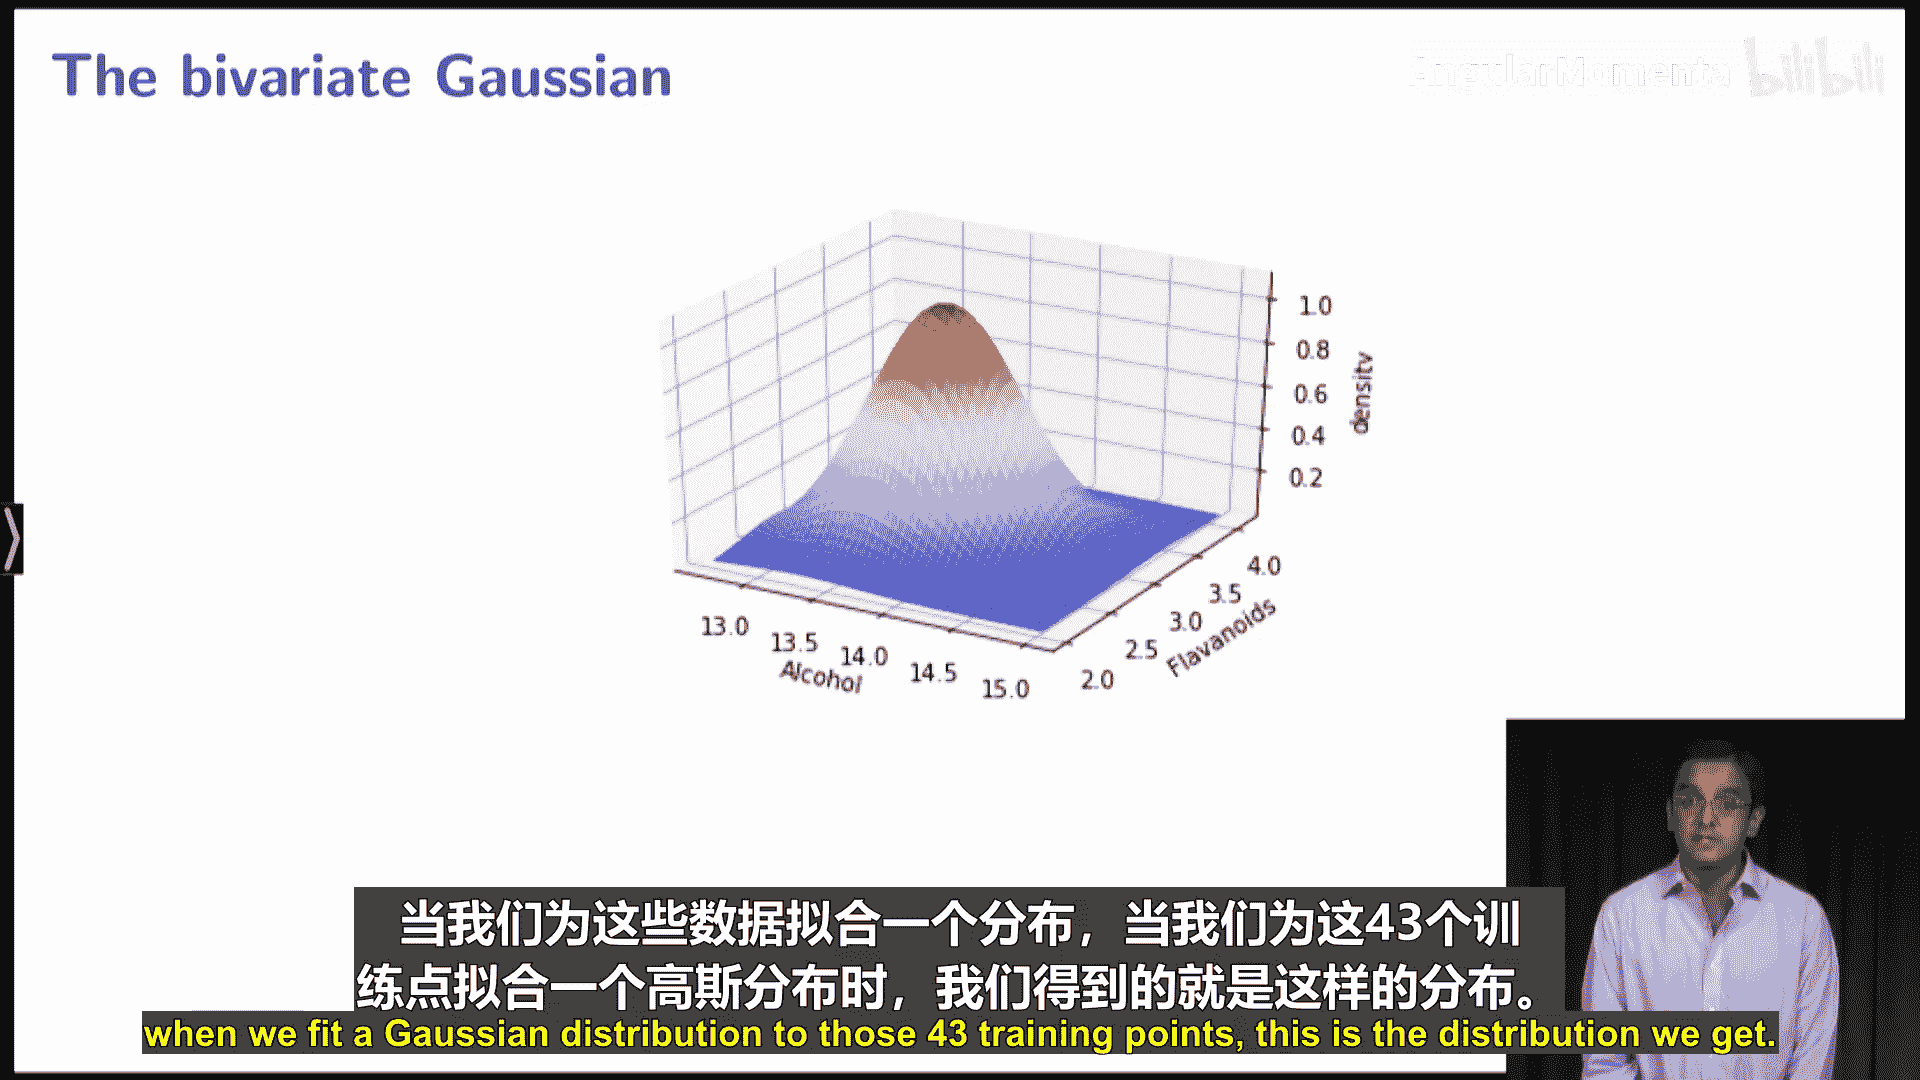 The bivariate Gaussian
AngularMomenta bilibili
1.0
0.8
0.6
0.4
0.2
density
13.0
13.5
14.0
14.5
15.0
Alcohol
2.0
2.5
3.0
3.5
4.0
Flavanoids
当我们为这些数据拟合一个分布，当我们为这43个训
练点拟合一个高斯分布时，我们得到的就是这样的分布。
when we fit a Gaussian distribution to those 43 training points, this is the distribution we get.